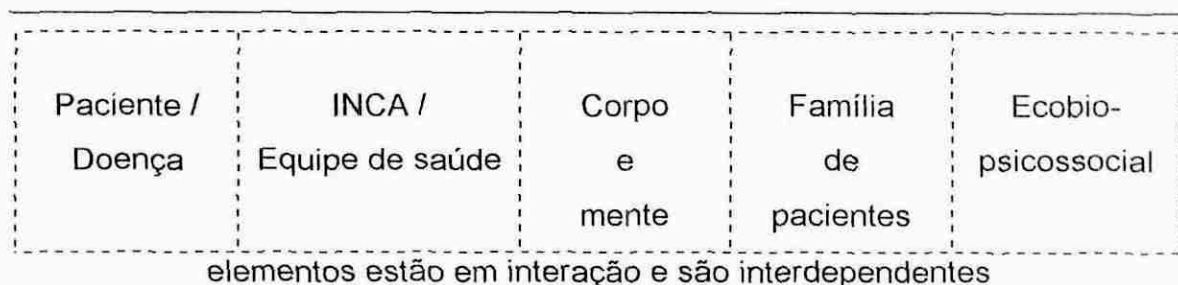 Paciente /
Doença
INCA /
Equipe de saúde
Corpo
e
mente
Família
de
pacientes
Ecobio-
psicossocial
elementos estão em interação e são interdependentes